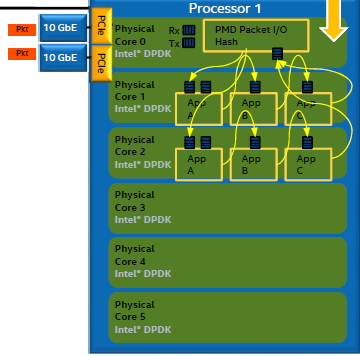 Processor 1
Pkt
10 GbE
PCIe
Physical
Core 0
Intel® DPDK
Rx
Tx
PMD Packet I/O
Hash
Pkt
10 GbE
PCIe
Physical
Core 1
Intel® DPDK
App
A
App
B
App
C
Physical
Core 2
Intel® DPDK
App
A
App
B
App
C
Physical
Core 3
Intel® DPDK
Physical
Core 4
Intel® DPDK
Physical
Core 5
Intel® DPDK